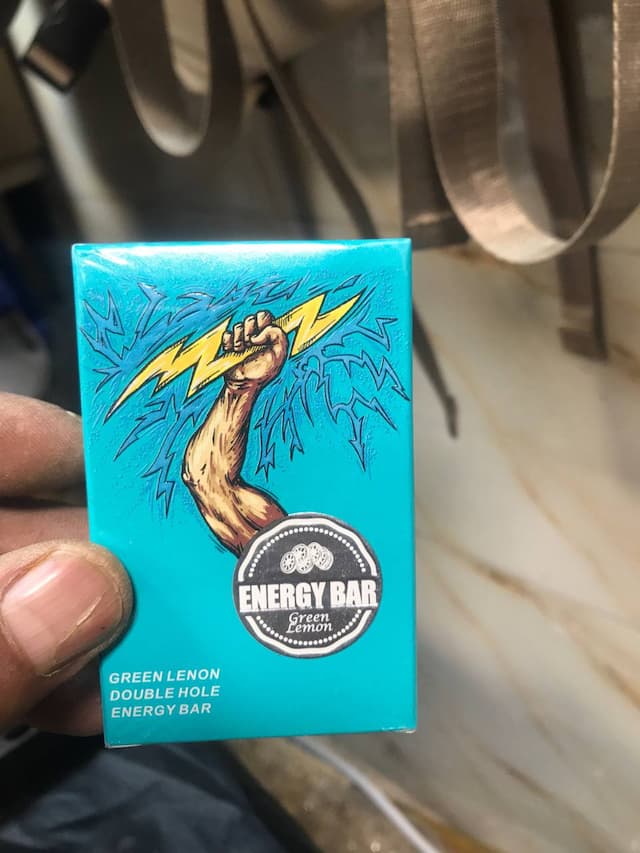 ENERGY BAR
Green
Lemon
GREEN LENON
DOUBLE HOLE
ENERGY BAR